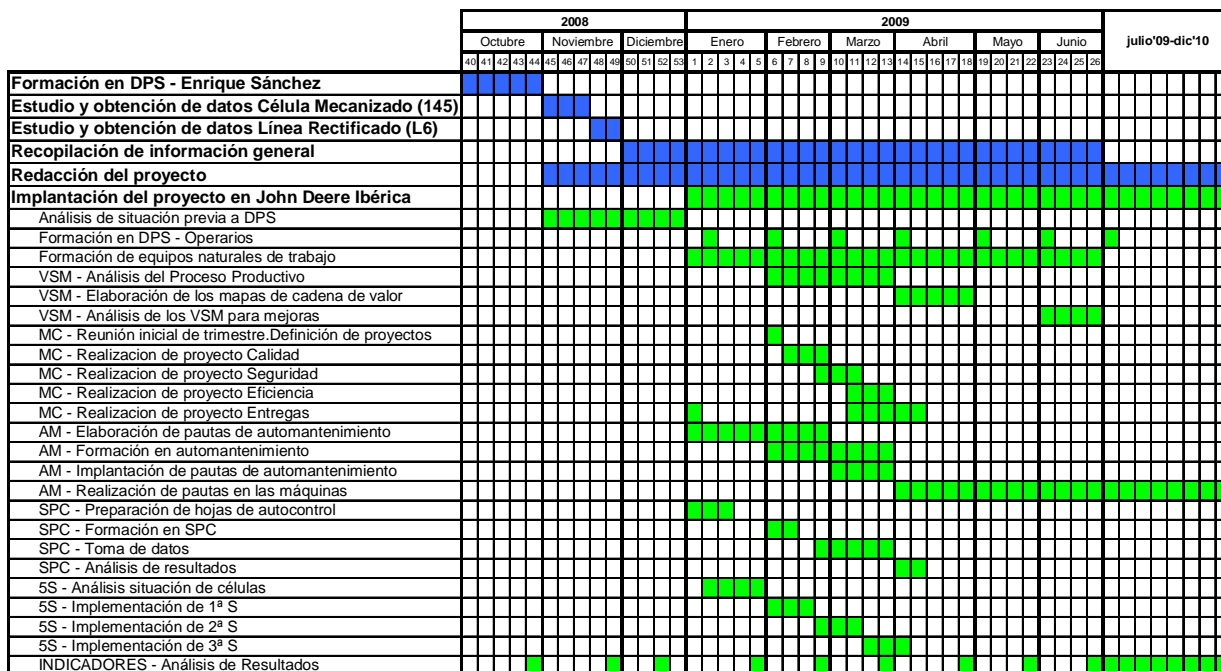 2008 2009
Octubre Noviembre Diciembre Enero Febrero Marzo Abril Mayo Junio julio'09-dic'10
40 41 42 43 44 45 46 47 48 49 50 51 52 53 1 2 3 4 5 6 7 8 9 10 11 12 13 14 15 16 17 18 19 20 21 22 23 24 25 26
Formación en DPS - Enrique Sánchez
Estudio y obtención de datos Célula Mecanizado (145)
Estudio y obtención de datos Línea Rectificado (L6)
Recopilación de información general
Redacción del proyecto
Implantación del proyecto en John Deere Ibérica
Análisis de situación previa a DPS
Formación en DPS - Operarios
Formación de equipos naturales de trabajo
VSM - Análisis del Proceso Productivo
VSM - Elaboración de los mapas de cadena de valor
VSM - Análisis de los VSM para mejoras
MC - Reunión inicial de trimestre.Definición de proyectos
MC - Realizacion de proyecto Calidad
MC - Realizacion de proyecto Seguridad
MC - Realizacion de proyecto Eficiencia
MC - Realizacion de proyecto Entregas
AM - Elaboración de pautas de automantenimiento
AM - Formación en automantenimiento
AM - Implantación de pautas de automantenimiento
AM - Realización de pautas en las máquinas
SPC - Preparación de hojas de autocontrol
SPC - Formación en SPC
SPC - Toma de datos
SPC - Análisis de resultados
5S - Análisis situación de células
5S - Implementación de 1ª S
5S - Implementación de 2ª S
5S - Implementación de 3ª S
INDICADORES - Análisis de Resultados